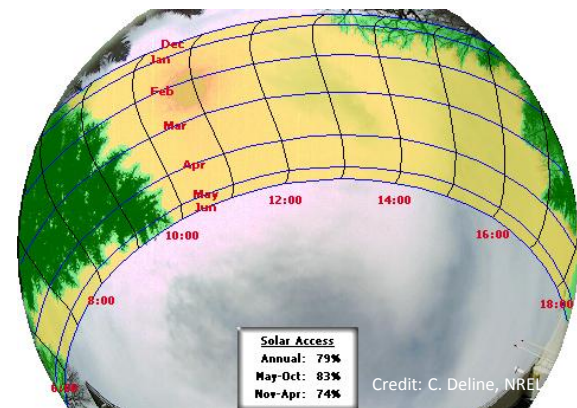 Dec
Jan
Feb
Mar
Apr
May
Jun
6:00
8:00
10:00
12:00
14:00
16:00
18:00
Solar Access
Annual: 79%
May-Oct: 83%
Nov-Apr: 74%
Credit: C. Deline, NREL